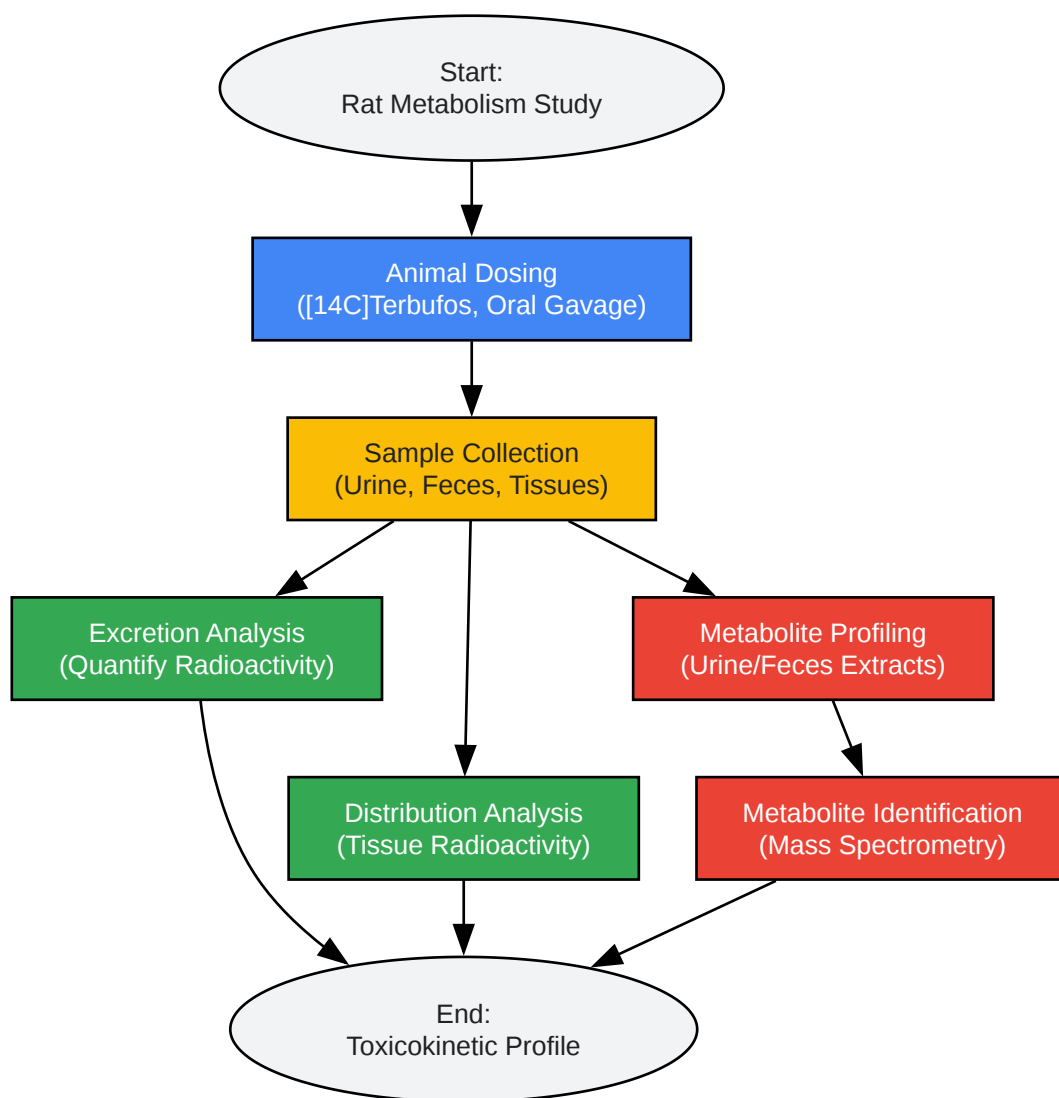 Start:
Rat Metabolism Study
Animal Dosing
([14C]Terbufos, Oral Gavage)
Sample Collection
(Urine, Feces, Tissues)
Excretion Analysis
(Quantify Radioactivity)
Metabolite Profiling
(Urine/Feces Extracts)
Distribution Analysis
(Tissue Radioactivity)
Metabolite Identification
(Mass Spectrometry)
End:
Toxicokinetic Profile